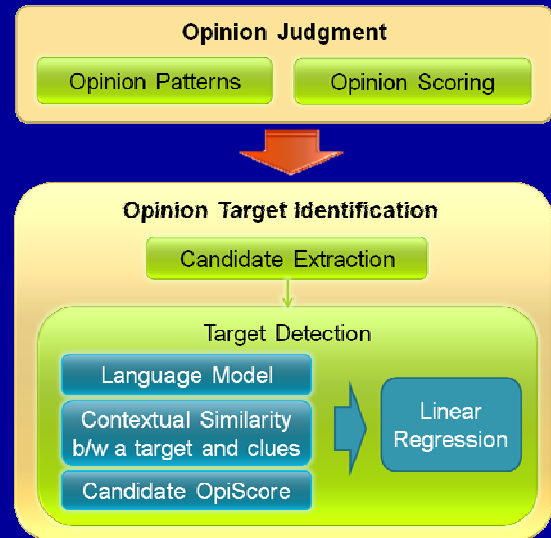 Opinion Judgment
Opinion Patterns
Opinion Scoring
Opinion Target Identification
Candidate Extraction
Target Detection
Language Model
Contextual Similarity
b/w a target and clues
Candidate OpiScore
Linear
Regression